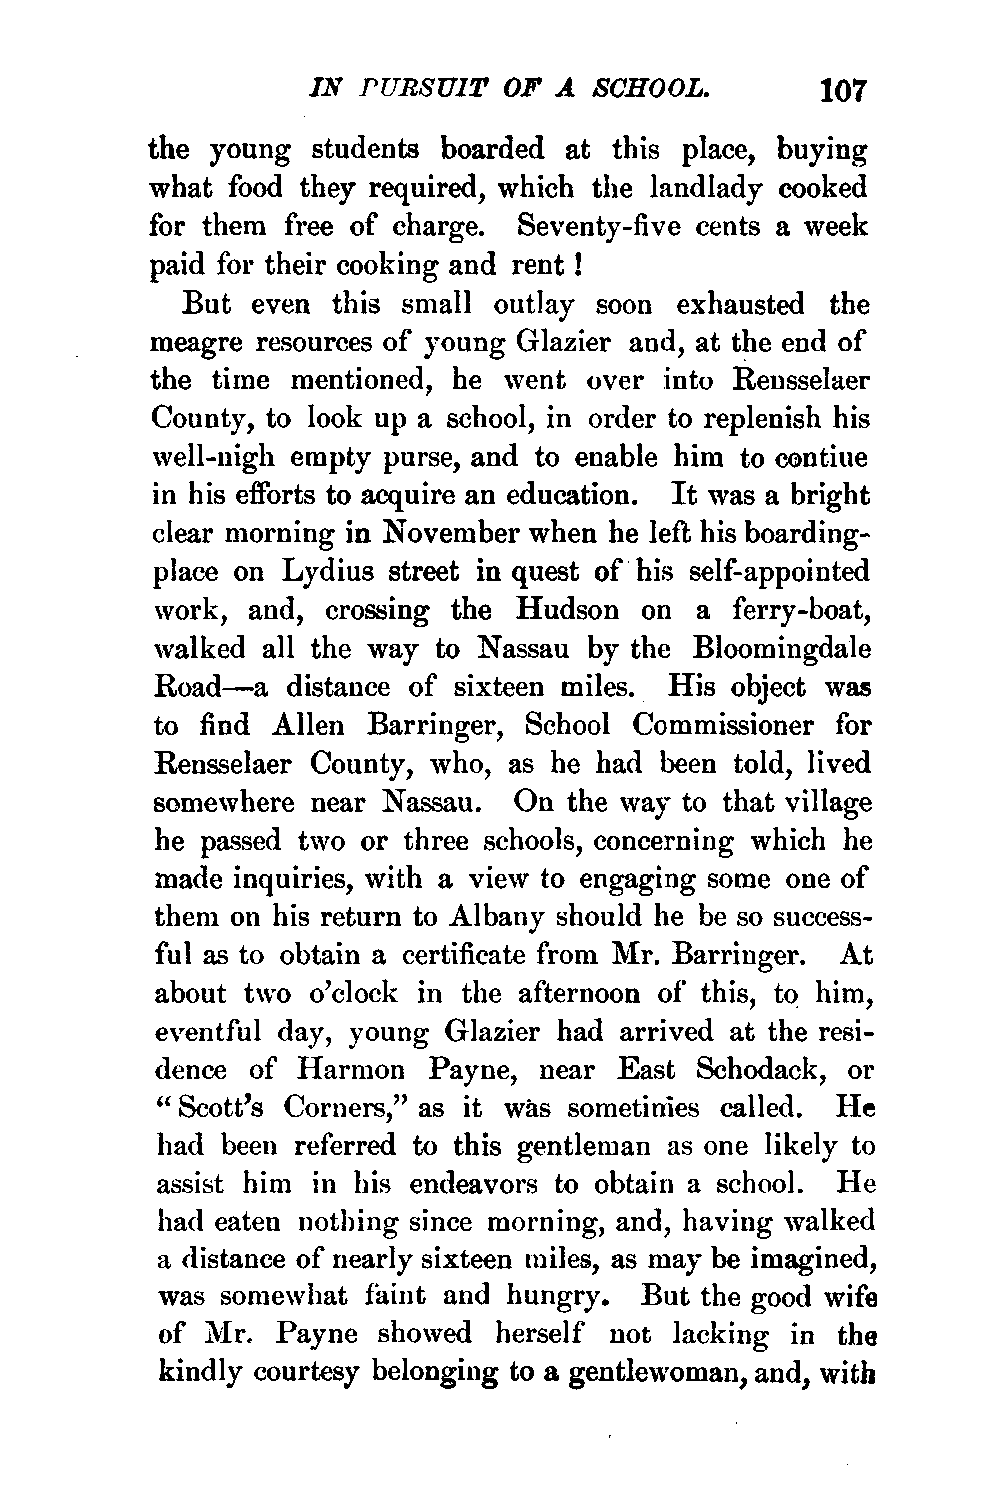 IN PURSUIT OF A SCHOOL. 107
the young students boarded at this place, buying
what food they required, which the landlady cooked
for them free of charge. Seventy-five cents a week
paid for their cooking and rent!
But even this small outlay soon exhausted the
meagre resources of young Glazier and, at the end of
the time mentioned, he went over into Rensselaer
County, to look up a school, in order to replenish his
well-nigh empty purse, and to enable him to contiue
in his efforts to acquire an education. It was a bright
clear morning in November when he left his boarding-
place on Lydius street in quest of his self-appointed
work, and, crossing the Hudson on a ferry-boat,
walked all the way to Nassau by the Bloomingdale
Road—a distance of sixteen miles. His object was
to find Allen Barringer, School Commissioner for
Rensselaer County, who, as he had been told, lived
somewhere near Nassau. On the way to that village
he passed two or three schools, concerning which he
made inquiries, with a view to engaging some one of
them on his return to Albany should he be so success-
ful as to obtain a certificate from Mr. Barringer. At
about two o'clock in the afternoon of this, to him,
eventful day, young Glazier had arrived at the resi-
dence of Harmon Payne, near East Schodack, or
"Scott's Corners," as it was sometimes called. He
had been referred to this gentleman as one likely to
assist him in his endeavors to obtain a school. He
had eaten nothing since morning, and, having walked
a distance of nearly sixteen miles, as may be imagined,
was somewhat faint and hungry. But the good wife
of Mr. Payne showed herself not lacking in the
kindly courtesy belonging to a gentlewoman, and, with